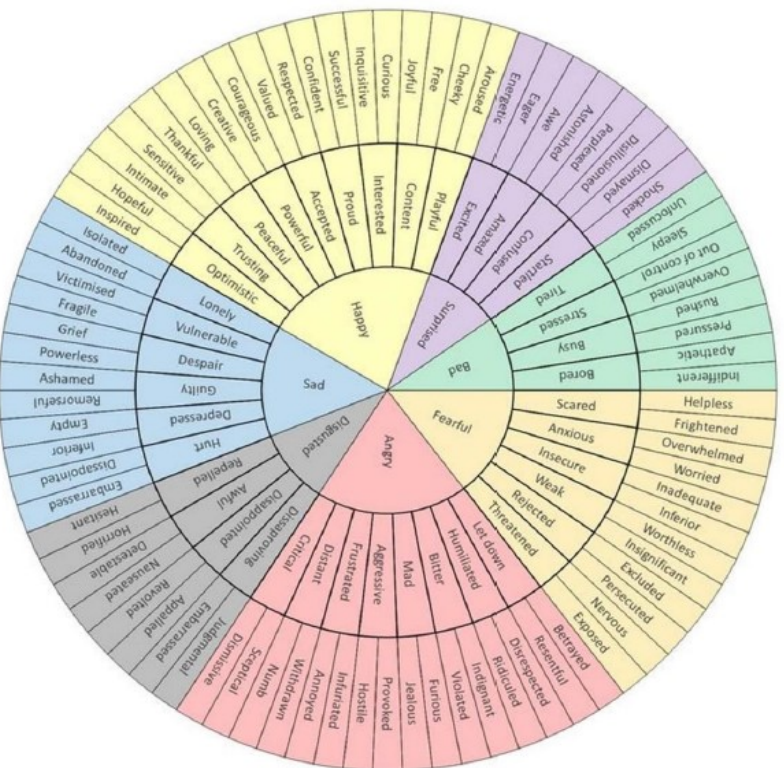 Happy
Surprised
Bad
Fearful
Angry
Disgusted
Sad
Optimistic
Trusting
Peaceful
Powerful
Accepted
Proud
Interested
Content
Playful
Excited
Amazed
Confused
Startled
Tired
Stressed
Busy
Bored
Scared
Anxious
Insecure
Weak
Rejected
Threatened
Let down
Humiliated
Bitter
Mad
Aggressive
Frustrated
Distant
Critical
Dissaproving
Disappointed
Awful
Repelled
Hurt
Depressed
Guilty
Despair
Vulnerable
Lonely
Inspired
Hopeful
Intimate
Sensitive
Thankful
Loving
Creative
Courageous
Valued
Respected
Confident
Successful
Inquisitive
Curious
Joyful
Free
Cheeky
Aroused
Energetic
Eager
Awe
Astonished
Perplexed
Disillusioned
Dismayed
Shocked
Unfocussed
Sleepy
Out of control
Overwhelmed
Rushed
Pressured
Apathetic
Indifferent
Helpless
Frightened
Overwhelmed
Worried
Inadequate
Inferior
Worthless
Insignificant
Excluded
Persecuted
Nervous
Exposed
Betrayed
Resentful
Disrespected
Ridiculed
Indignant
Violated
Furious
Jealous
Provoked
Hostile
Infuriated
Annoyed
Withdrawn
Numb
Sceptical
Dismissive
Judgmental
Embarrassed
Appalled
Revolted
Nauseated
Detestable
Horrified
Hesitant
Embarrassed
Dissapointed
Inferior
Empty
Remorseful
Ashamed
Powerless
Grief
Fragile
Victimised
Abandoned
Isolated